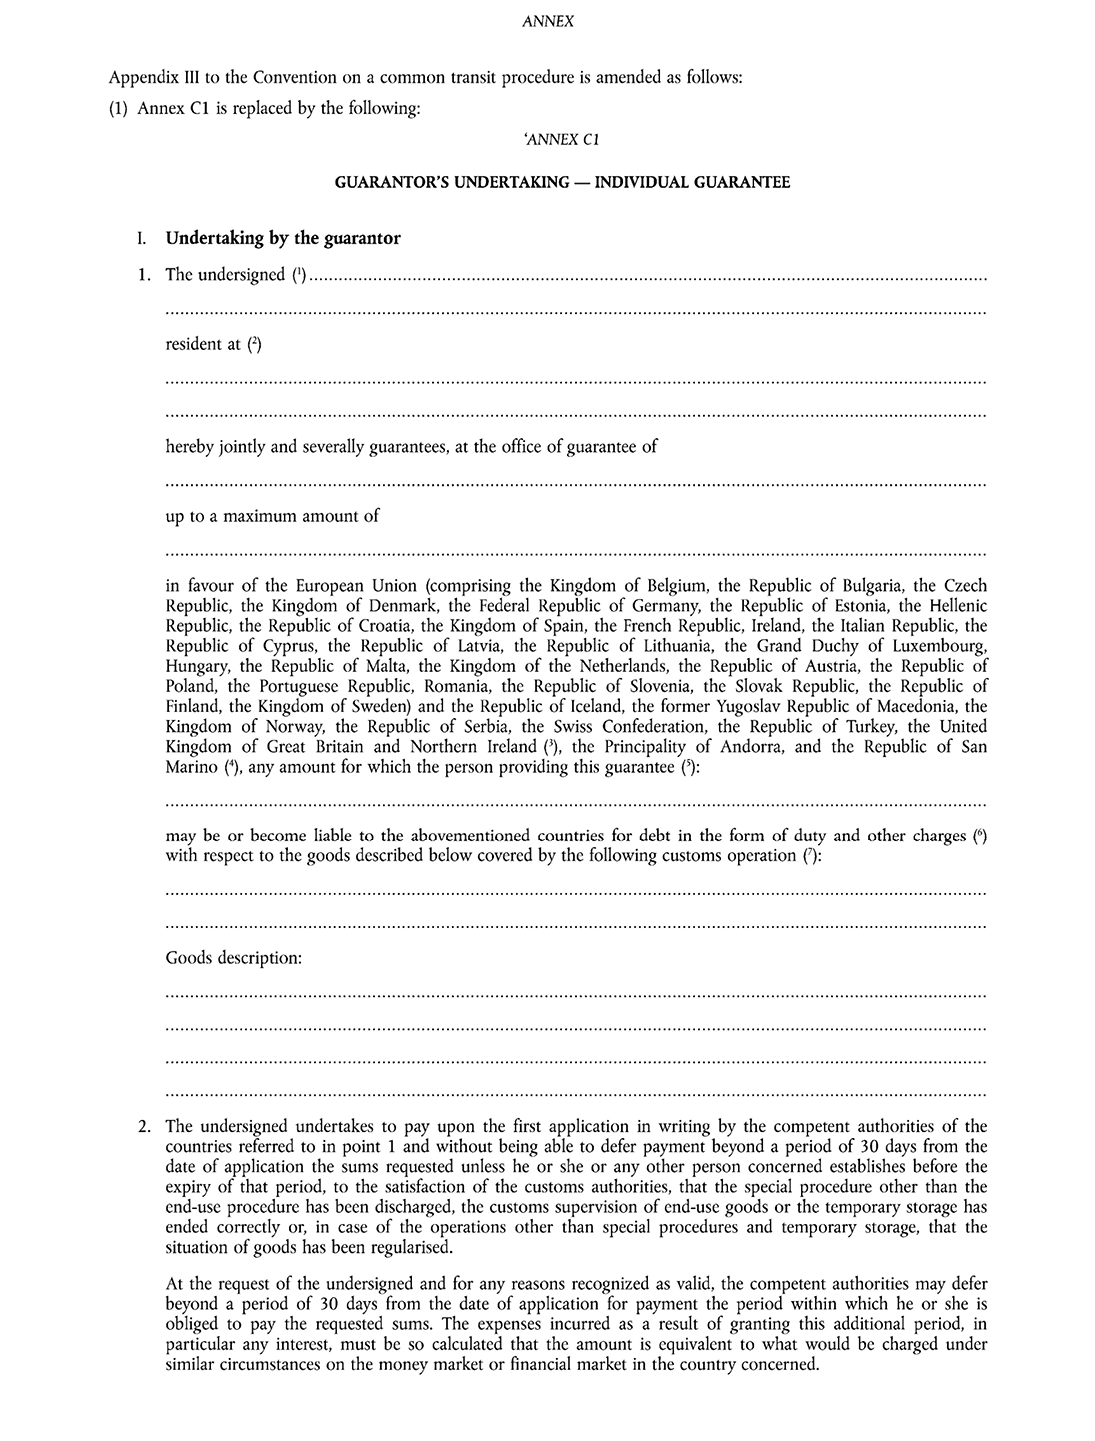 ANNEX
Appendix III to the Convention on a common transit procedure is amended as follows:
(1) Annex C1 is replaced by the following:
‘ANNEX C1
GUARANTOR’S UNDERTAKING — INDIVIDUAL GUARANTEE
I. Undertaking by the guarantor
1. The undersigned (¹) ....................................................................................
....................................................................................
resident at (²)
....................................................................................
....................................................................................
hereby jointly and severally guarantees, at the office of guarantee of
....................................................................................
up to a maximum amount of
....................................................................................
in favour of the European Union (comprising the Kingdom of Belgium, the Republic of Bulgaria, the Czech
Republic, the Kingdom of Denmark, the Federal Republic of Germany, the Republic of Estonia, the Hellenic
Republic, the Republic of Croatia, the Kingdom of Spain, the French Republic, Ireland, the Italian Republic, the
Republic of Cyprus, the Republic of Latvia, the Republic of Lithuania, the Grand Duchy of Luxembourg,
Hungary, the Republic of Malta, the Kingdom of the Netherlands, the Republic of Austria, the Republic of
Poland, the Portuguese Republic, Romania, the Republic of Slovenia, the Slovak Republic, the Republic of
Finland, the Kingdom of Sweden) and the Republic of Iceland, the former Yugoslav Republic of Macedonia, the
Kingdom of Norway, the Republic of Serbia, the Swiss Confederation, the Republic of Turkey, the United
Kingdom of Great Britain and Northern Ireland (³), the Principality of Andorra, and the Republic of San
Marino (⁴), any amount for which the person providing this guarantee (⁵):
....................................................................................
may be or become liable to the abovementioned countries for debt in the form of duty and other charges (⁶)
with respect to the goods described below covered by the following customs operation (⁷):
....................................................................................
....................................................................................
Goods description:
....................................................................................
....................................................................................
....................................................................................
....................................................................................
2. The undersigned undertakes to pay upon the first application in writing by the competent authorities of the
countries referred to in point 1 and without being able to defer payment beyond a period of 30 days from the
date of application the sums requested unless he or she or any other person concerned establishes before the
expiry of that period, to the satisfaction of the customs authorities, that the special procedure other than the
end-use procedure has been discharged, the customs supervision of end-use goods or the temporary storage has
ended correctly or, in case of the operations other than special procedures and temporary storage, that the
situation of goods has been regularised.
At the request of the undersigned and for any reasons recognized as valid, the competent authorities may defer
beyond a period of 30 days from the date of application for payment the period within which he or she is
obliged to pay the requested sums. The expenses incurred as a result of granting this additional period, in
particular any interest, must be so calculated that the amount is equivalent to what would be charged under
similar circumstances on the money market or financial market in the country concerned.